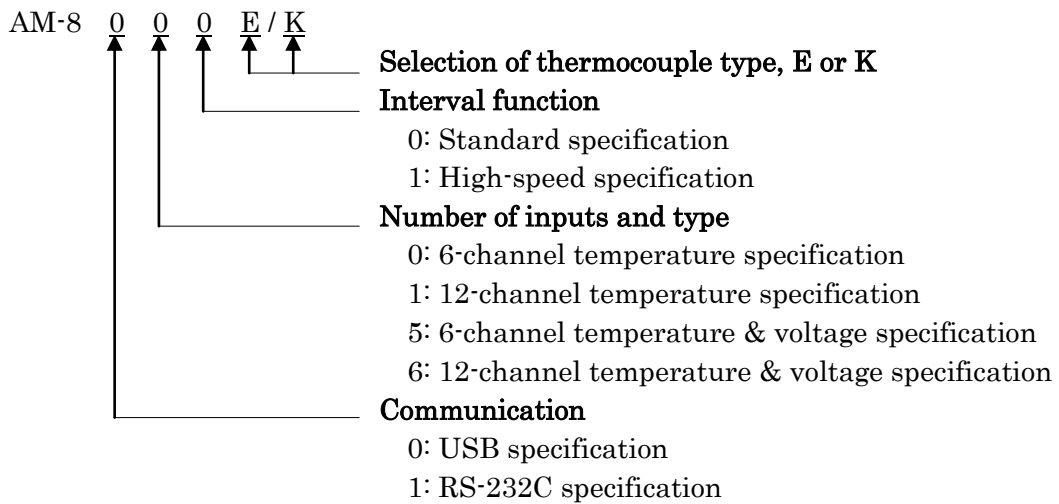 AM-8 0 0 0 E / K
Selection of thermocouple type, E or K
Interval function
0: Standard specification
1: High-speed specification
Number of inputs and type
0: 6-channel temperature specification
1: 12-channel temperature specification
5: 6-channel temperature & voltage specification
6: 12-channel temperature & voltage specification
Communication
0: USB specification
1: RS-232C specification